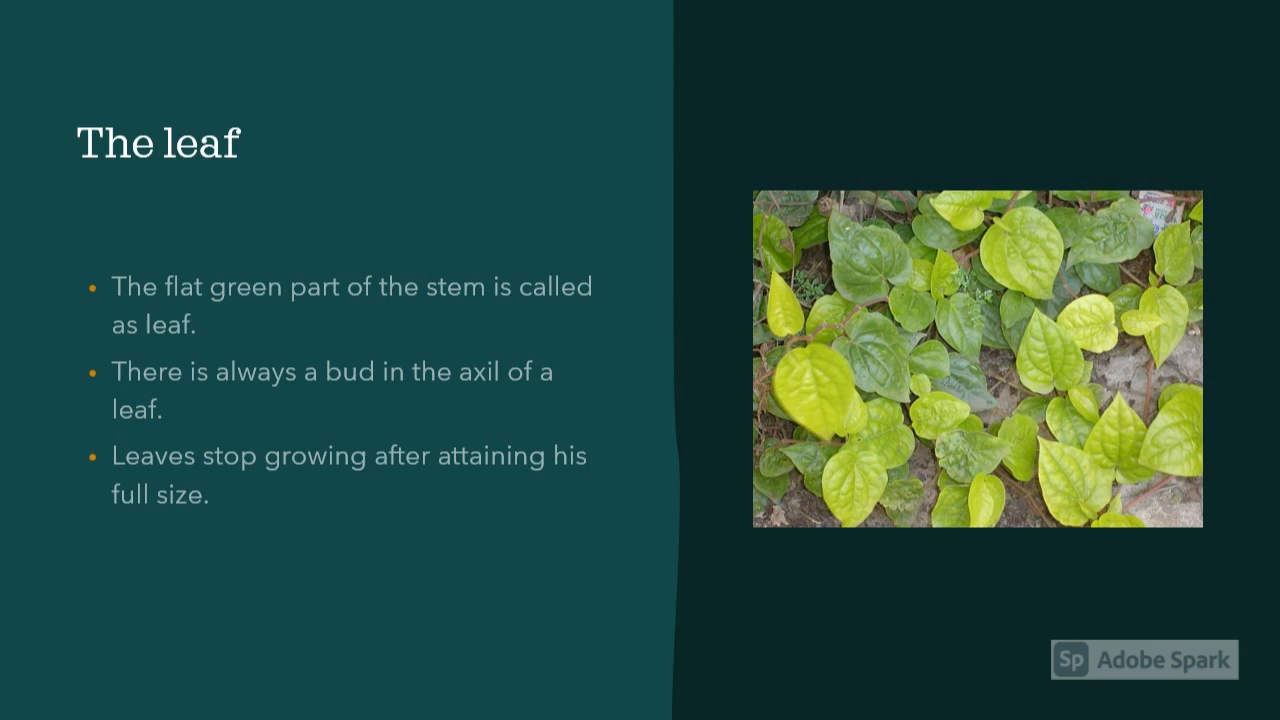 The leaf
• The flat green part of the stem is called
as leaf.
• There is always a bud in the axil of a
leaf.
• Leaves stop growing after attaining his
full size.
Sp Adobe Spark